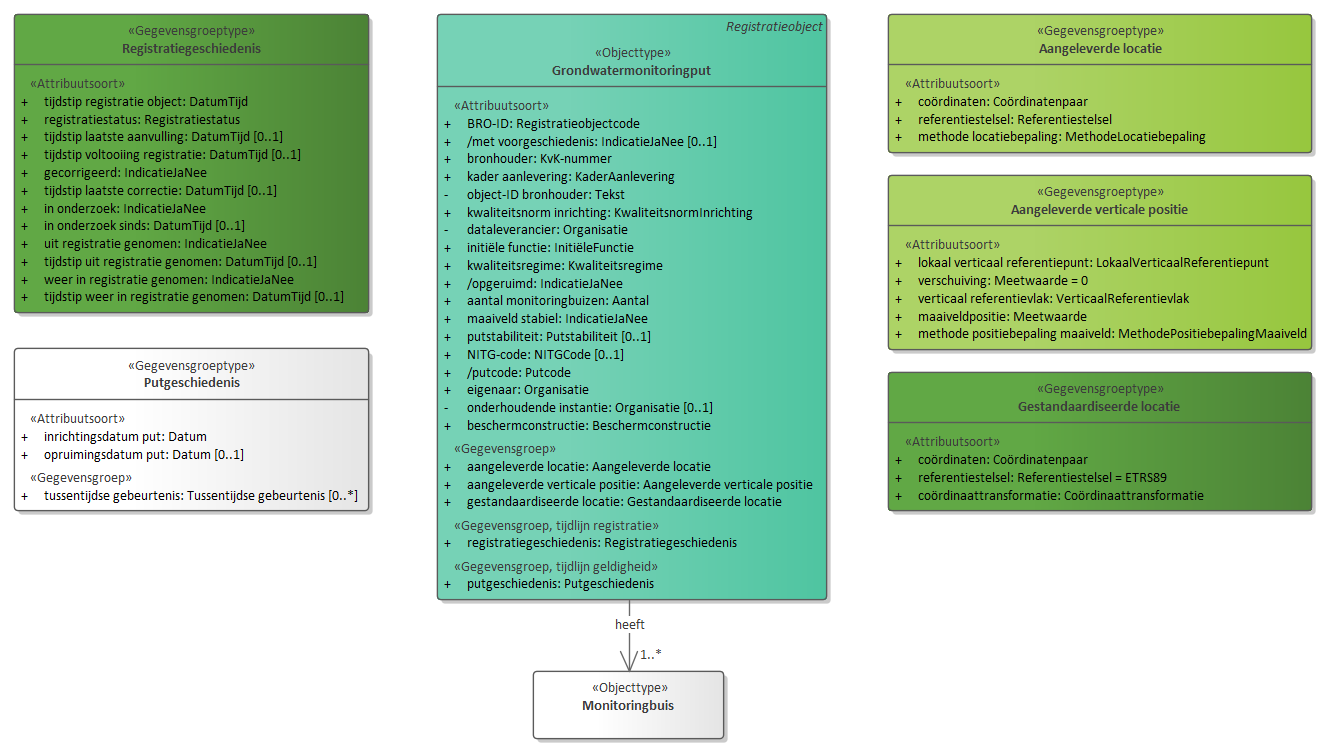 «Gegevensgroeptype»
Registratiegeschiedenis
«Attribuutsoort»
+ tijdstip registratie object: DatumTijd
+ registratiestatus: Registratiestatus
+ tijdstip laatste aanvulling: DatumTijd [0..1]
+ tijdstip voltooiing registratie: DatumTijd [0..1]
+ gecorrigeerd: IndicatieJaNee
+ tijdstip laatste correctie: DatumTijd [0..1]
+ in onderzoek: IndicatieJaNee
+ in onderzoek sinds: DatumTijd [0..1]
+ uit registratie genomen: IndicatieJaNee
+ tijdstip uit registratie genomen: DatumTijd [0..1]
+ weer in registratie genomen: IndicatieJaNee
+ tijdstip weer in registratie genomen: DatumTijd [0..1]
«Gegevensgroeptype»
Putgeschiedenis
«Attribuutsoort»
+ inrichtingsdatum put: Datum
+ opruimingsdatum put: Datum [0..1]
«Gegevensgroep»
+ tussentijdse gebeurtenis: Tussentijdse gebeurtenis [0..*]
Registratieobject
«Objecttype»
Grondwatermonitoringput
«Attribuutsoort»
+ BRO-ID: Registratieobjectcode
+ /met voorgeschiedenis: IndicatieJaNee [0..1]
+ bronhouder: KvK-nummer
+ kader aanlevering: KaderAanlevering
- object-ID bronhouder: Tekst
+ kwaliteitsnorm inrichting: KwaliteitsnormInrichting
- dataleverancier: Organisatie
+ initiële functie: InitiëleFunctie
+ kwaliteitsregime: Kwaliteitsregime
+ /opgeruimd: IndicatieJaNee
+ aantal monitoringbuizen: Aantal
+ maaiveld stabiel: IndicatieJaNee
+ putstabiliteit: Putstabiliteit [0..1]
+ NITG-code: NITGCode [0..1]
+ /putcode: Putcode
+ eigenaar: Organisatie
- onderhoudende instantie: Organisatie [0..1]
+ beschermconstructie: Beschermconstructie
«Gegevensgroep»
+ aangeleverde locatie: Aangeleverde locatie
+ aangeleverde verticale positie: Aangeleverde verticale positie
+ gestandaardiseerde locatie: Gestandaardiseerde locatie
«Gegevensgroep, tijdlijn registratie»
+ registratiegeschiedenis: Registratiegeschiedenis
«Gegevensgroep, tijdlijn geldigheid»
+ putgeschiedenis: Putgeschiedenis
heeft
1..*
«Objecttype»
Monitoringbuis
«Gegevensgroeptype»
Aangeleverde locatie
«Attribuutsoort»
+ coördinaten: Coördinatenpaar
+ referentiestelsel: Referentiestelsel
+ methode locatiebepaling: MethodeLocatiebepaling
«Gegevensgroeptype»
Aangeleverde verticale positie
«Attribuutsoort»
+ lokaal verticaal referentiepunt: LokaalVerticaalReferentiepunt
+ verschuiving: Meetwaarde = 0
+ verticaal referentievlak: VerticaalReferentievlak
+ maaiveldpositie: Meetwaarde
+ methode positiebepaling maaiveld: MethodePositiebepalingMaaiveld
«Gegevensgroeptype»
Gestandaardiseerde locatie
«Attribuutsoort»
+ coördinaten: Coördinatenpaar
+ referentiestelsel: Referentiestelsel = ETRS89
+ coördinaattransformatie: Coördinaattransformatie